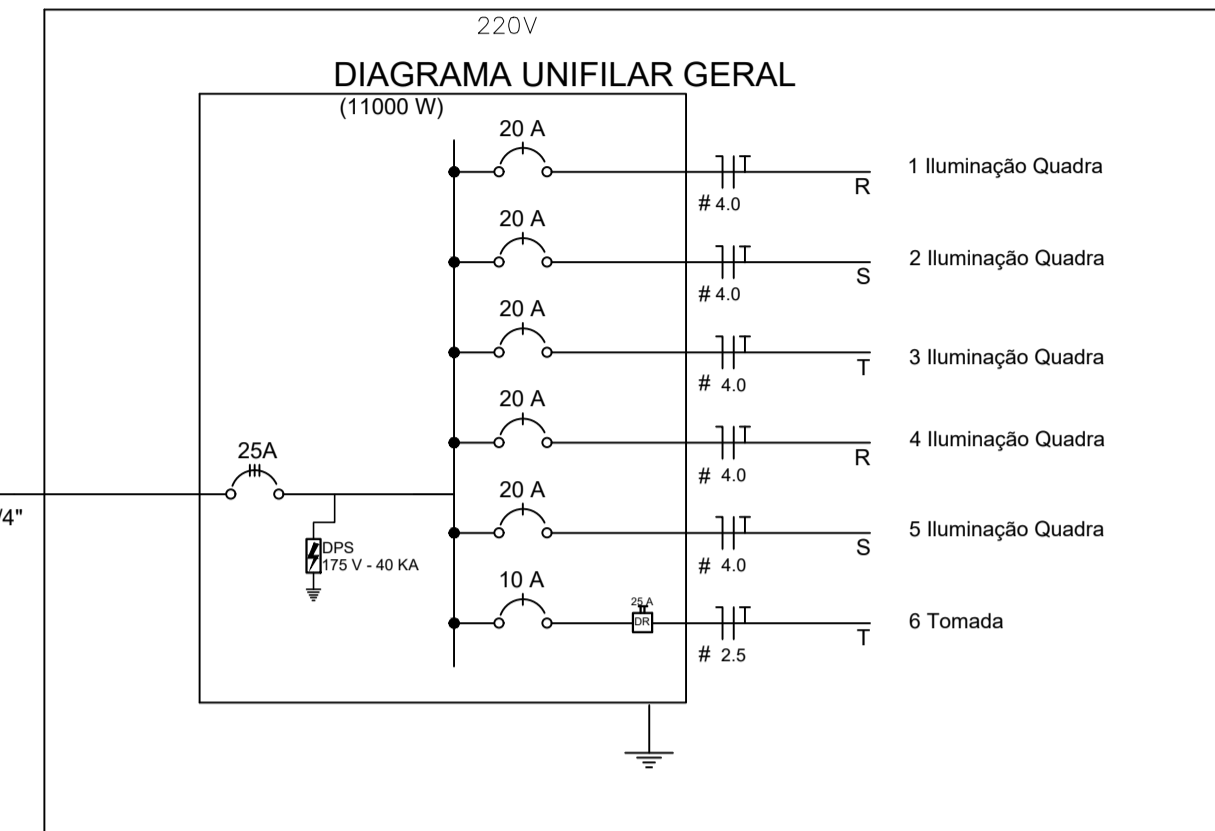 220V
DIAGRAMA UNIFILAR GERAL
(11000 W)
20 A
# 4.0
R
1 Iluminação Quadra
20 A
# 4.0
S
2 Iluminação Quadra
20 A
# 4.0
T
3 Iluminação Quadra
20 A
# 4.0
R
4 Iluminação Quadra
25A
/4"
DPS
175 V - 40 KA
20 A
# 4.0
S
5 Iluminação Quadra
10 A
25 A
DR
# 2.5
T
6 Tomada